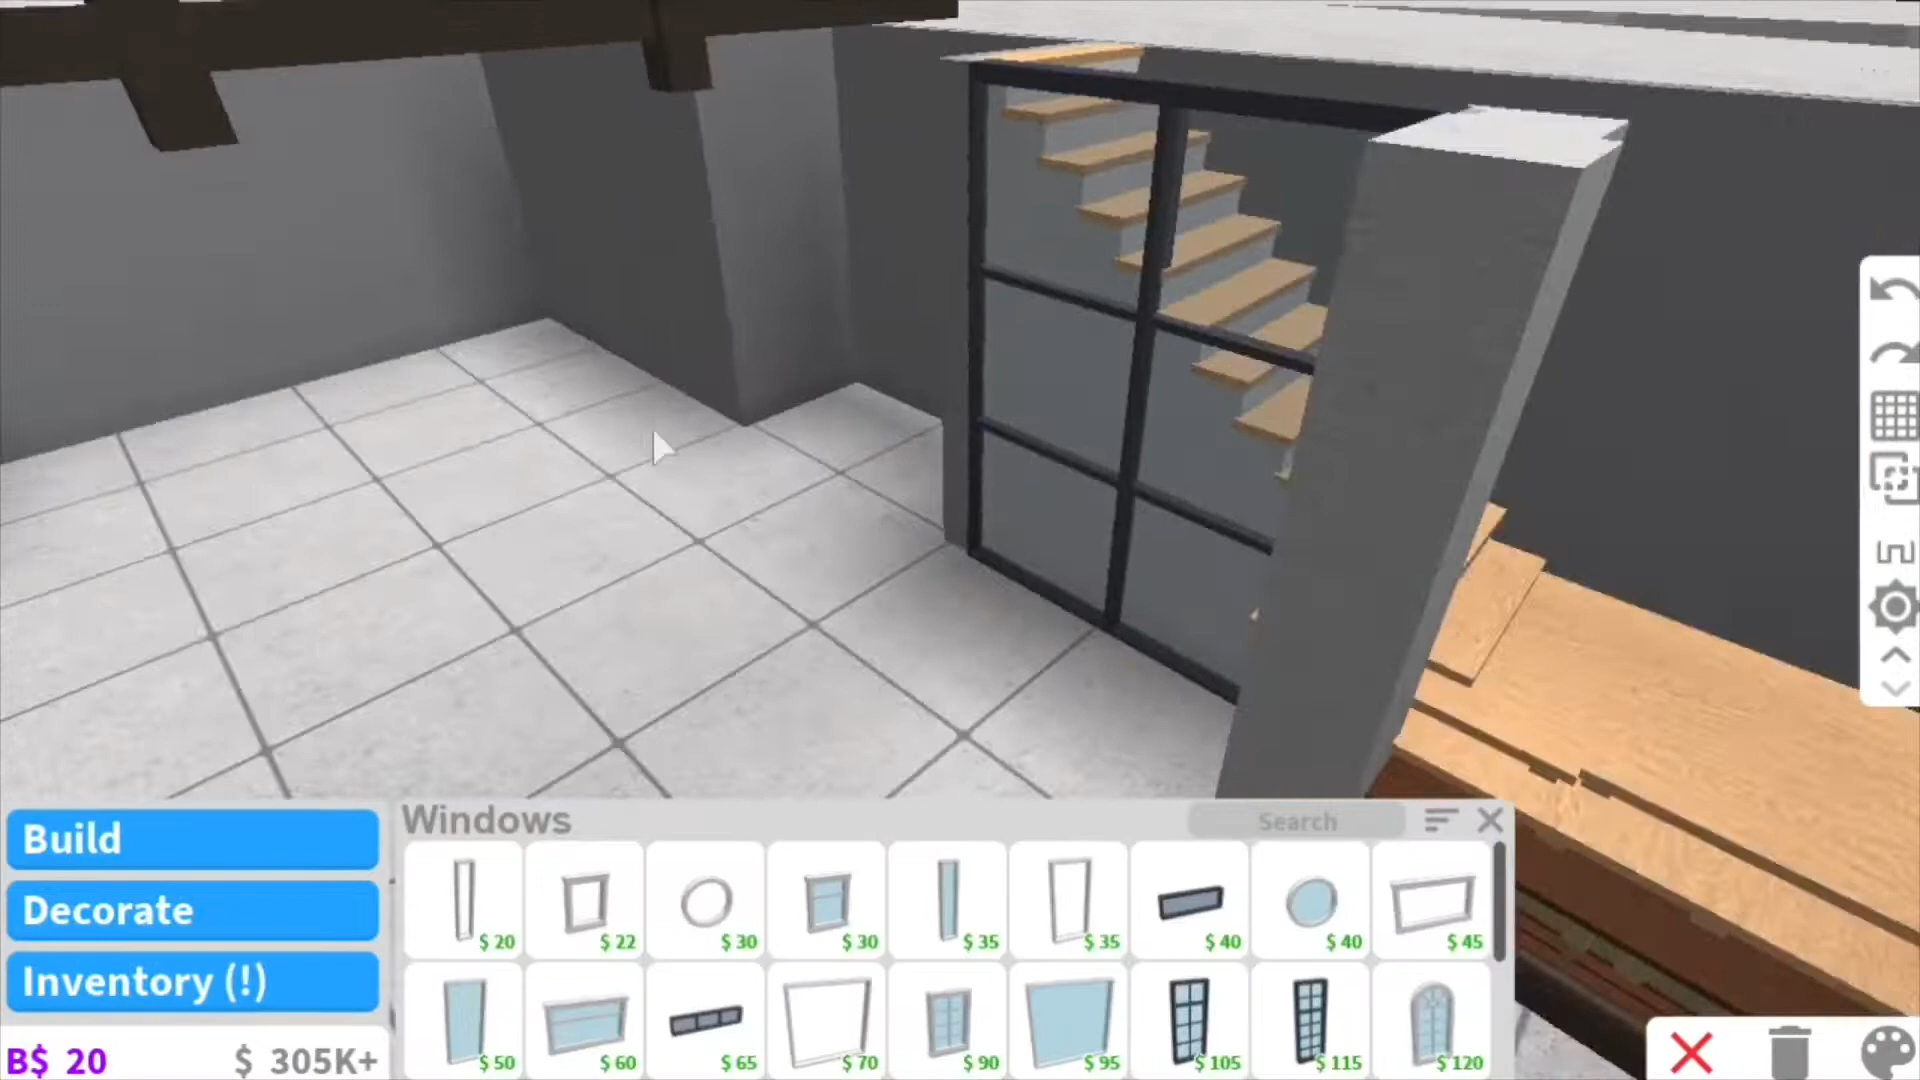 Build
Decorate
Inventory (!)
B$ 20
$ 305K+
Windows
Search
$ 20
$ 22
$ 30
$ 30
$ 35
$ 35
$ 40
$ 40
$ 45
$ 50
$ 60
$ 65
$ 70
$ 90
$ 95
$ 105
$ 115
$ 120